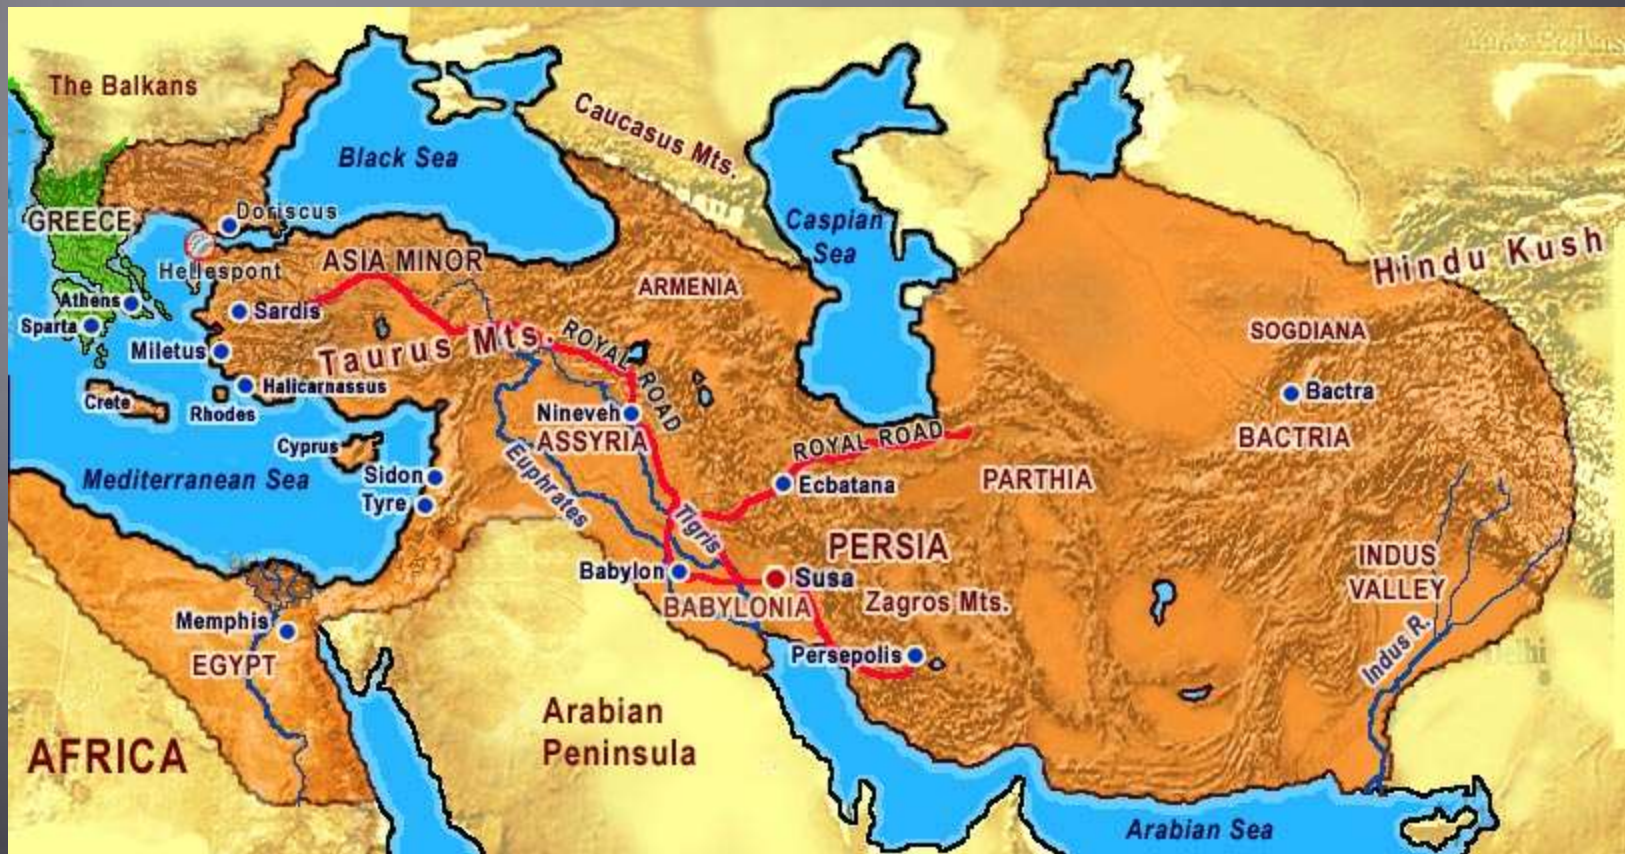 The Balkans
Caucasus Mts.
Black Sea
GREECE
Doriscus
Caspian
Sea
Hindu Kush
Hellespont
ASIA MINOR
ARMENIA
Athens
Sardis
Sparta
SOGDIANA
Miletus
Taurus Mts.
ROYAL ROAD
Halicarnassus
Bactra
Crete
Rhodes
Nineveh
ASSYRIA
ROYAL ROAD
BACTRIA
Cyprus
Mediterranean Sea
Sidon
Tyre
Euphrates
Ecbatana
PARTHIA
Tigris
PERSIA
INDUS
VALLEY
Babylon
Susa
BABYLONIA
Zagros Mts.
Memphis
EGYPT
Persepolis
Indus R.
Delhi
Arabian
Peninsula
AFRICA
Arabian Sea